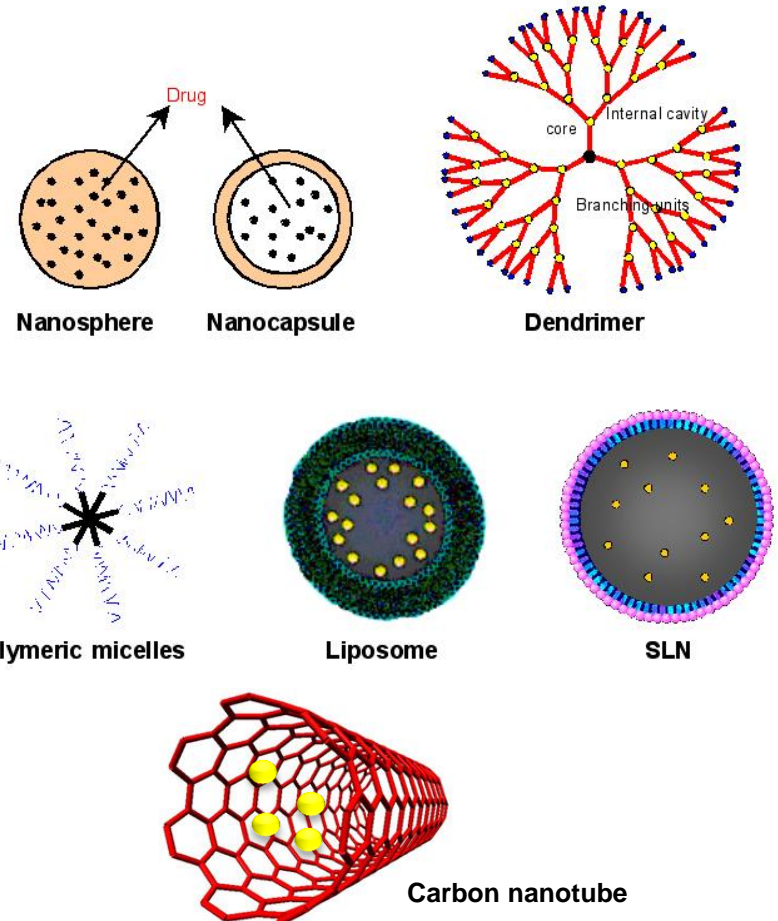 Drug
Internal cavity
core
Branching units
Nanosphere
Nanocapsule
Dendrimer
lymeric micelles
Liposome
SLN
Carbon nanotube